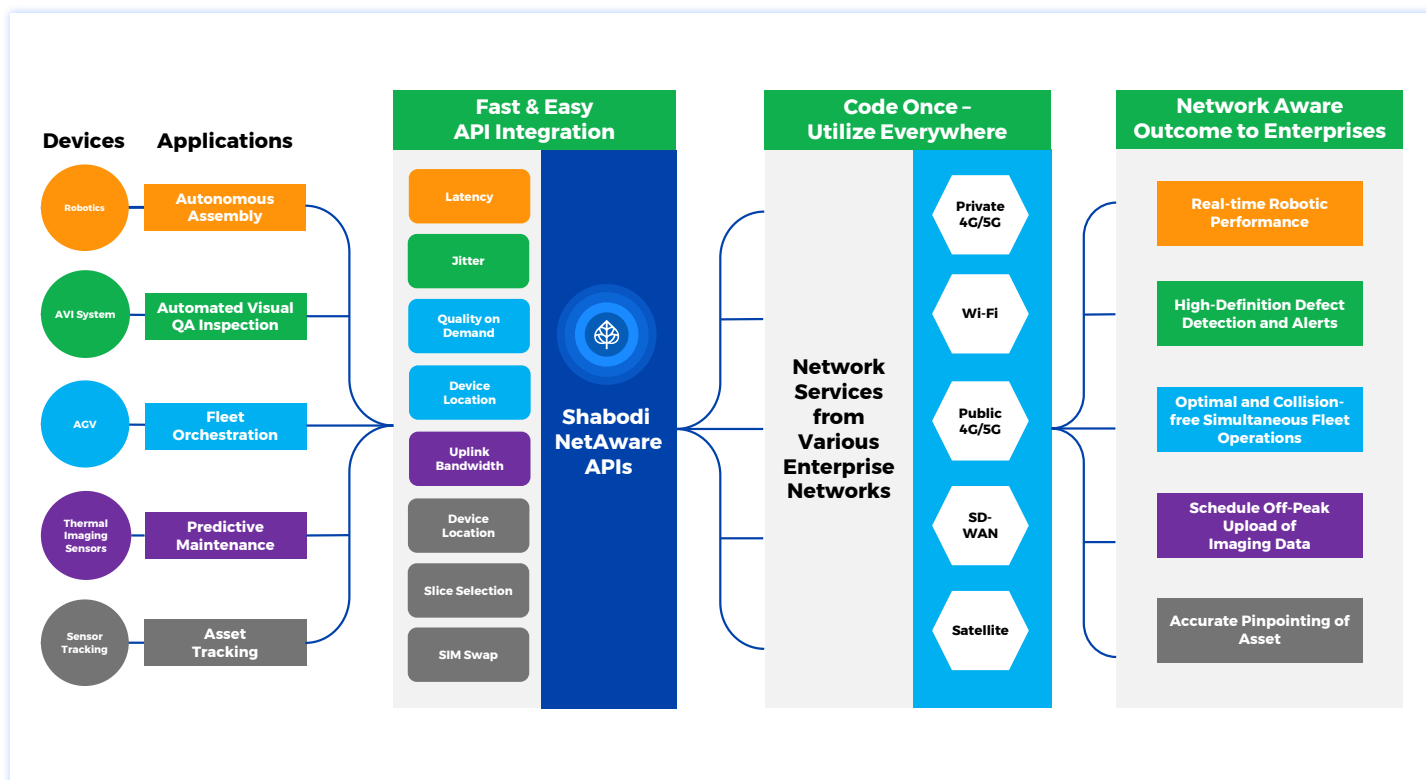 Devices
Applications
Robotics
Autonomous
Assembly
AVI System
Automated Visual
QA Inspection
AGV
Fleet
Orchestration
Thermal
Imaging
Sensors
Predictive
Maintenance
Sensor
Tracking
Asset
Tracking
Fast & Easy
API Integration
Latency
Jitter
Quality on
Demand
Device
Location
Uplink
Bandwidth
Device
Location
Slice Selection
SIM Swap
Shabodi
NetAware
APIs
Code Once –
Utilize Everywhere
Network
Services
from
Various
Enterprise
Networks
Private
4G/5G
Wi-Fi
Public
4G/5G
SD-
WAN
Satellite
Network Aware
Outcome to Enterprises
Real-time Robotic
Performance
High-Definition Defect
Detection and Alerts
Optimal and Collision-
free Simultaneous Fleet
Operations
Schedule Off-Peak
Upload of
Imaging Data
Accurate Pinpointing of
Asset